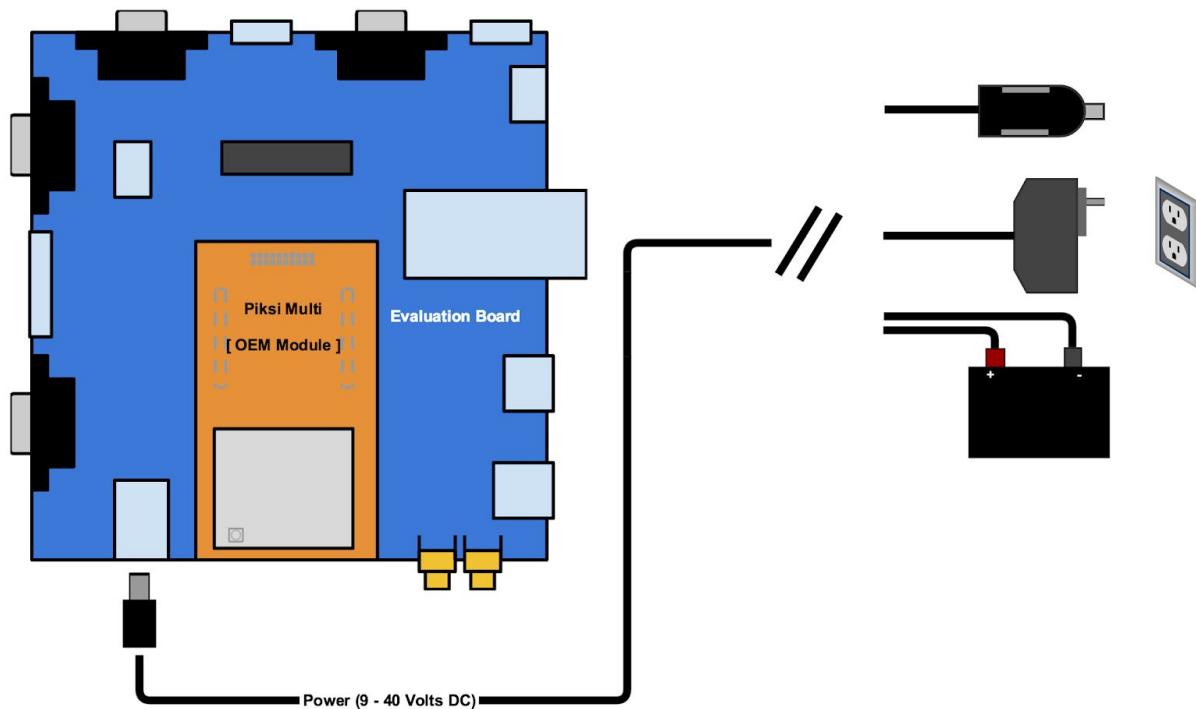 Piksi Multi
[ OEM Module ]
Evaluation Board
+ -
Power (9 - 40 Volts DC)